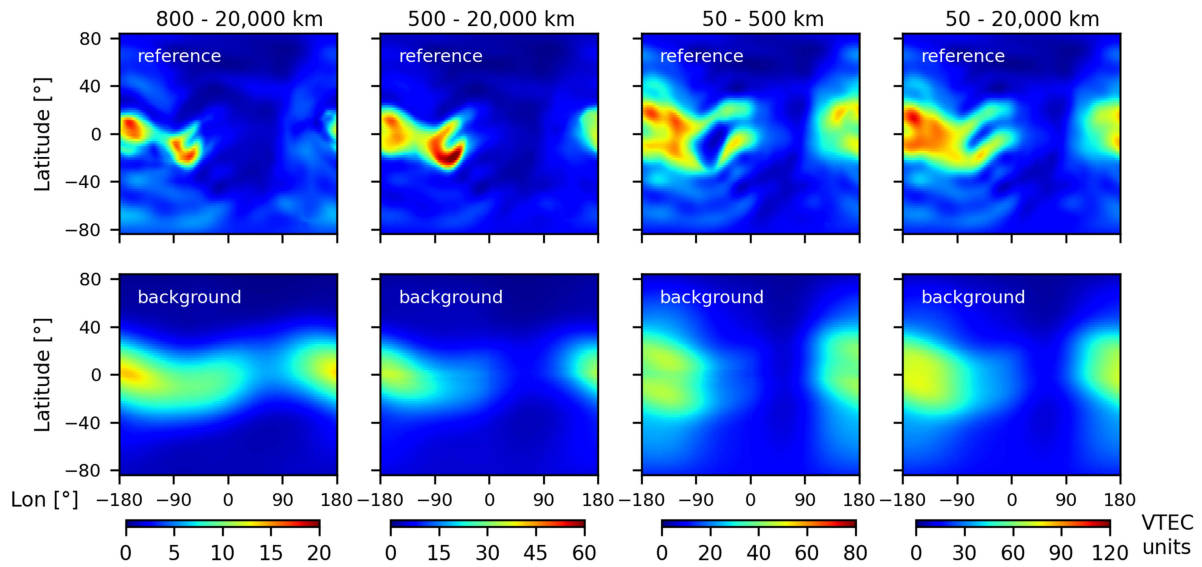 800 - 20,000 km 500 - 20,000 km 50 - 500 km 50 - 20,000 km
reference reference reference reference
Latitude [°]
80
40
0
−40
−80
background background background background
Latitude [°]
80
40
0
−40
−80
Lon [°] −180 −90 0 90 180 −180 −90 0 90 180 −180 −90 0 90 180 −180 −90 0 90 180
0 5 10 15 20 0 15 30 45 60 0 20 40 60 80 0 30 60 90 120
VTEC
units